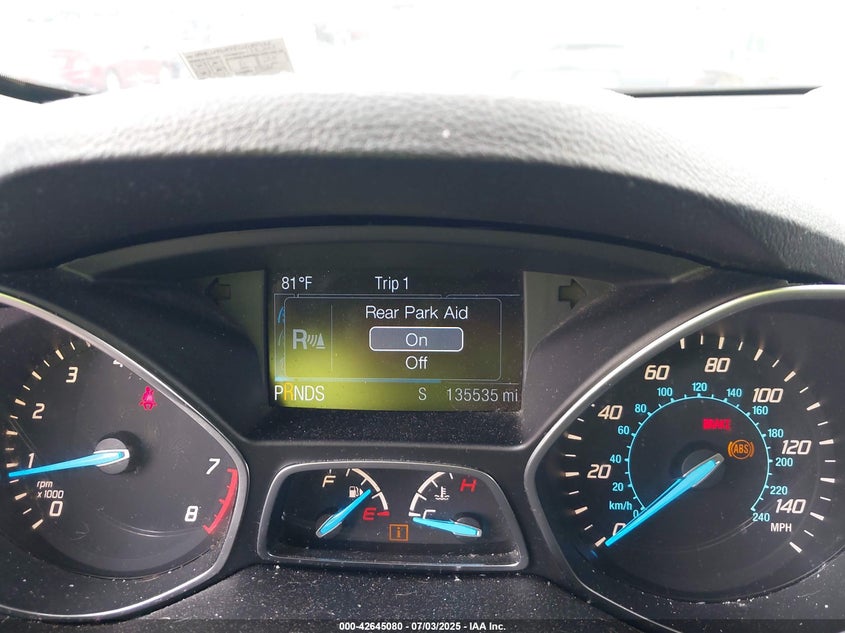 81°F Trip 1
Rear Park Aid
R
On
Off
PRNDS S 135535 mi
0 1 2 3 7 8
rpm
x1000
F E
C H
i
0 20 40 60 80 100 120 140
MPH
km/h
0 20 40 60 80 100 120 140 160 180 200 220 240
BRAKE
ABS
000-42645080 - 07/03/2025 - IAA Inc.